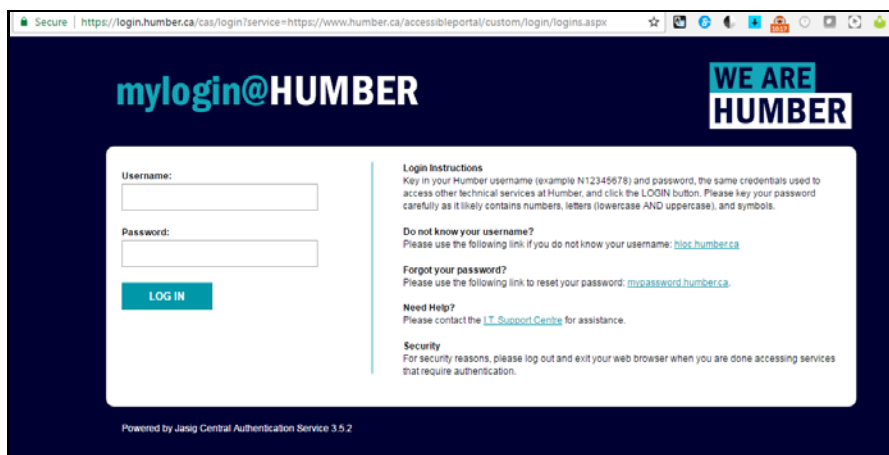 Secure | https://login.humber.ca/cas/login?service=https://www.humber.ca/accessibleportal/custom/login/logins.aspx
mylogin@HUMBER
WE ARE
HUMBER
Username:
Password:
LOG IN
Login Instructions
Key in your Humber username (example N12345678) and password, the same credentials used to
access other technical services at Humber, and click the LOGIN button. Please key your password
carefully as it likely contains numbers, letters (lowercase AND uppercase), and symbols.
Do not know your username?
Please use the following link if you do not know your username: hloc.humber.ca
Forgot your password?
Please use the following link to reset your password: mypassword.humber.ca.
Need Help?
Please contact the I.T. Support Centre for assistance.
Security
For security reasons, please log out and exit your web browser when you are done accessing services
that require authentication.
Powered by Jasig Central Authentication Service 3.5.2